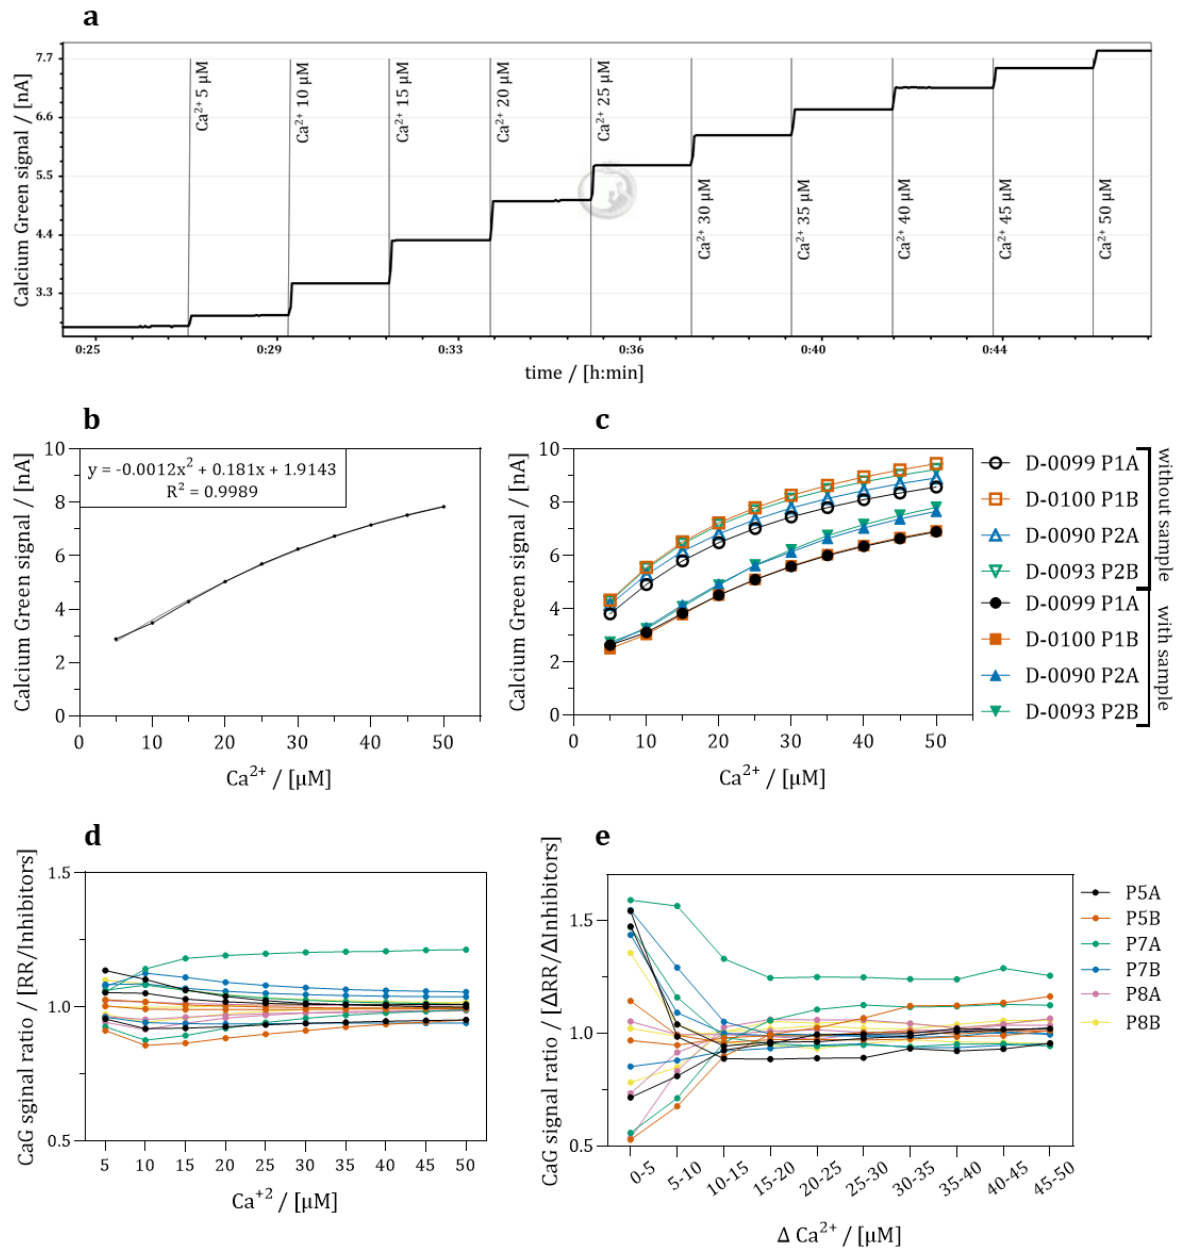 a
Calcium Green signal / [nA]
7.7
6.6
5.5
4.4
3.3
Ca²⁺ 5 µM
Ca²⁺ 10 µM
Ca²⁺ 15 µM
Ca²⁺ 20 µM
Ca²⁺ 25 µM
Ca²⁺ 30 µM
Ca²⁺ 35 µM
Ca²⁺ 40 µM
Ca²⁺ 45 µM
Ca²⁺ 50 µM
0:25 0:29 0:33 0:36 0:40 0:44
time / [h:min]
b
Calcium Green signal / [nA]
y = -0.0012x² + 0.181x + 1.9143
R² = 0.9989
10
8
6
4
2
0
0 10 20 30 40 50
Ca²⁺ / [µM]
c
Calcium Green signal / [nA]
10
8
6
4
2
0
0 10 20 30 40 50
Ca²⁺ / [µM]
D-0099 P1A
D-0100 P1B
D-0090 P2A
D-0093 P2B
D-0099 P1A
D-0100 P1B
D-0090 P2A
D-0093 P2B
without sample
with sample
d
CaG sginal ratio / [RR/Inhibitors]
1.5
1.0
0.5
5 10 15 20 25 30 35 40 45 50
Ca⁺² / [µM]
e
CaG signal ratio / [ΔRR/ΔInhibitors]
1.5
1.0
0.5
0-5 5-10 10-15 15-20 20-25 25-30 30-35 35-40 40-45 45-50
Δ Ca²⁺ / [µM]
P5A
P5B
P7A
P7B
P8A
P8B